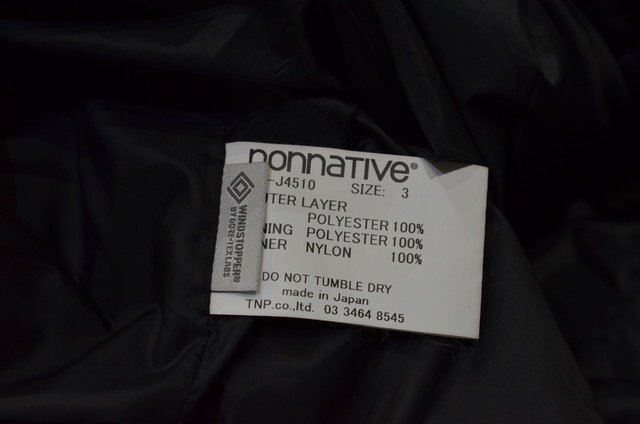 nonnative®
-J4510 SIZE: 3
UTER LAYER
POLYESTER 100%
NING POLYESTER 100%
NER NYLON 100%
DO NOT TUMBLE DRY
made in Japan
TNP.co.,ltd. 03 3464 8545
WINDSTOPPER®
BY GORE-TEX LABS